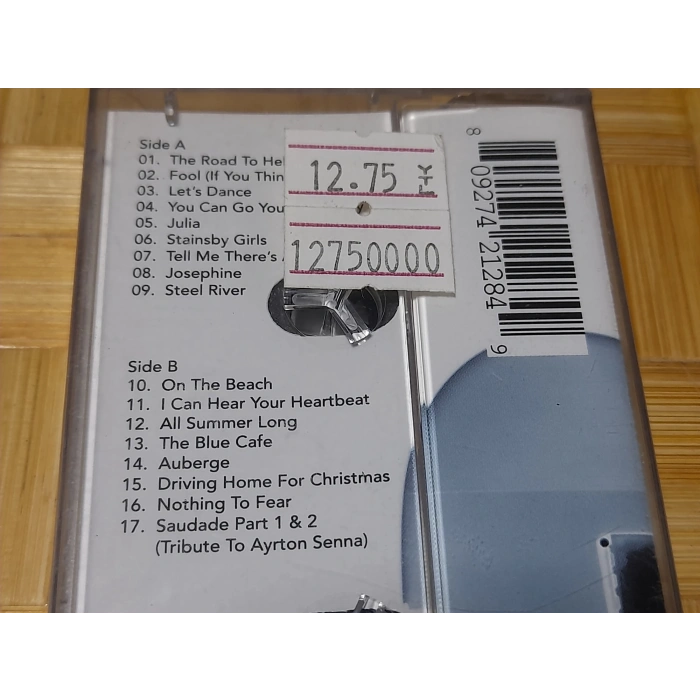 Side A
01. The Road To He
02. Fool (If You Thin
03. Let's Dance
04. You Can Go You
05. Julia
06. Stainsby Girls
07. Tell Me There's
08. Josephine
09. Steel River
12.75 YTL
12750000
Side B
10. On The Beach
11. I Can Hear Your Heartbeat
12. All Summer Long
13. The Blue Cafe
14. Auberge
15. Driving Home For Christmas
16. Nothing To Fear
17. Saudade Part 1 & 2
(Tribute To Ayrton Senna)
8 09274 21284 9